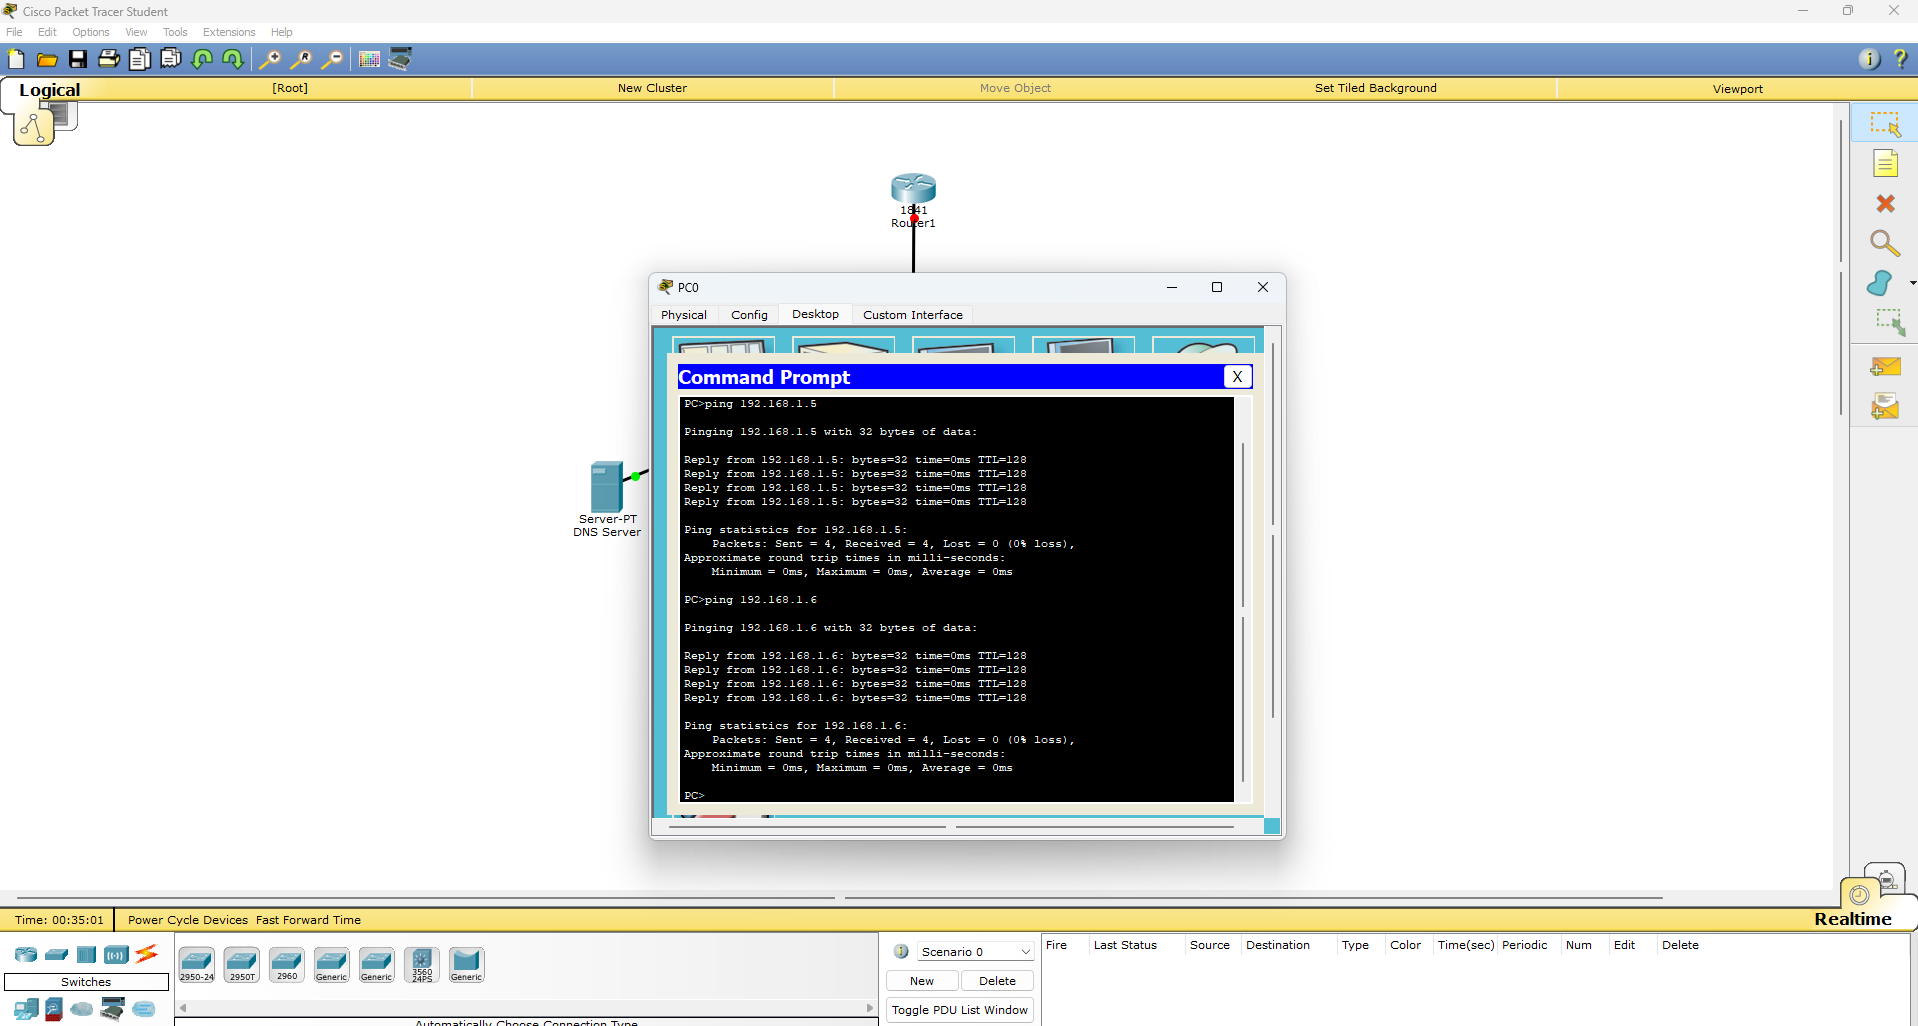 Cisco Packet Tracer Student
File Edit Options View Tools Extensions Help
Logical
[Root]
New Cluster
Move Object
Set Tiled Background
Viewport
1841
Router1
Server-PT
DNS Server
PC0
Physical Config Desktop Custom Interface
Command Prompt
X
PC>ping 192.168.1.5
Pinging 192.168.1.5 with 32 bytes of data:
Reply from 192.168.1.5: bytes=32 time=0ms TTL=128
Reply from 192.168.1.5: bytes=32 time=0ms TTL=128
Reply from 192.168.1.5: bytes=32 time=0ms TTL=128
Reply from 192.168.1.5: bytes=32 time=0ms TTL=128
Ping statistics for 192.168.1.5:
Packets: Sent = 4, Received = 4, Lost = 0 (0% loss),
Approximate round trip times in milli-seconds:
Minimum = 0ms, Maximum = 0ms, Average = 0ms
PC>ping 192.168.1.6
Pinging 192.168.1.6 with 32 bytes of data:
Reply from 192.168.1.6: bytes=32 time=0ms TTL=128
Reply from 192.168.1.6: bytes=32 time=0ms TTL=128
Reply from 192.168.1.6: bytes=32 time=0ms TTL=128
Reply from 192.168.1.6: bytes=32 time=0ms TTL=128
Ping statistics for 192.168.1.6:
Packets: Sent = 4, Received = 4, Lost = 0 (0% loss),
Approximate round trip times in milli-seconds:
Minimum = 0ms, Maximum = 0ms, Average = 0ms
PC>
Time: 00:35:01 Power Cycle Devices Fast Forward Time
Realtime
Switches
2950-24 2950T 2960 Generic Generic 3560 24PS Generic
Automatically Choose Connection Type
Scenario 0
New Delete
Toggle PDU List Window
Fire Last Status Source Destination Type Color Time(sec) Periodic Num Edit Delete